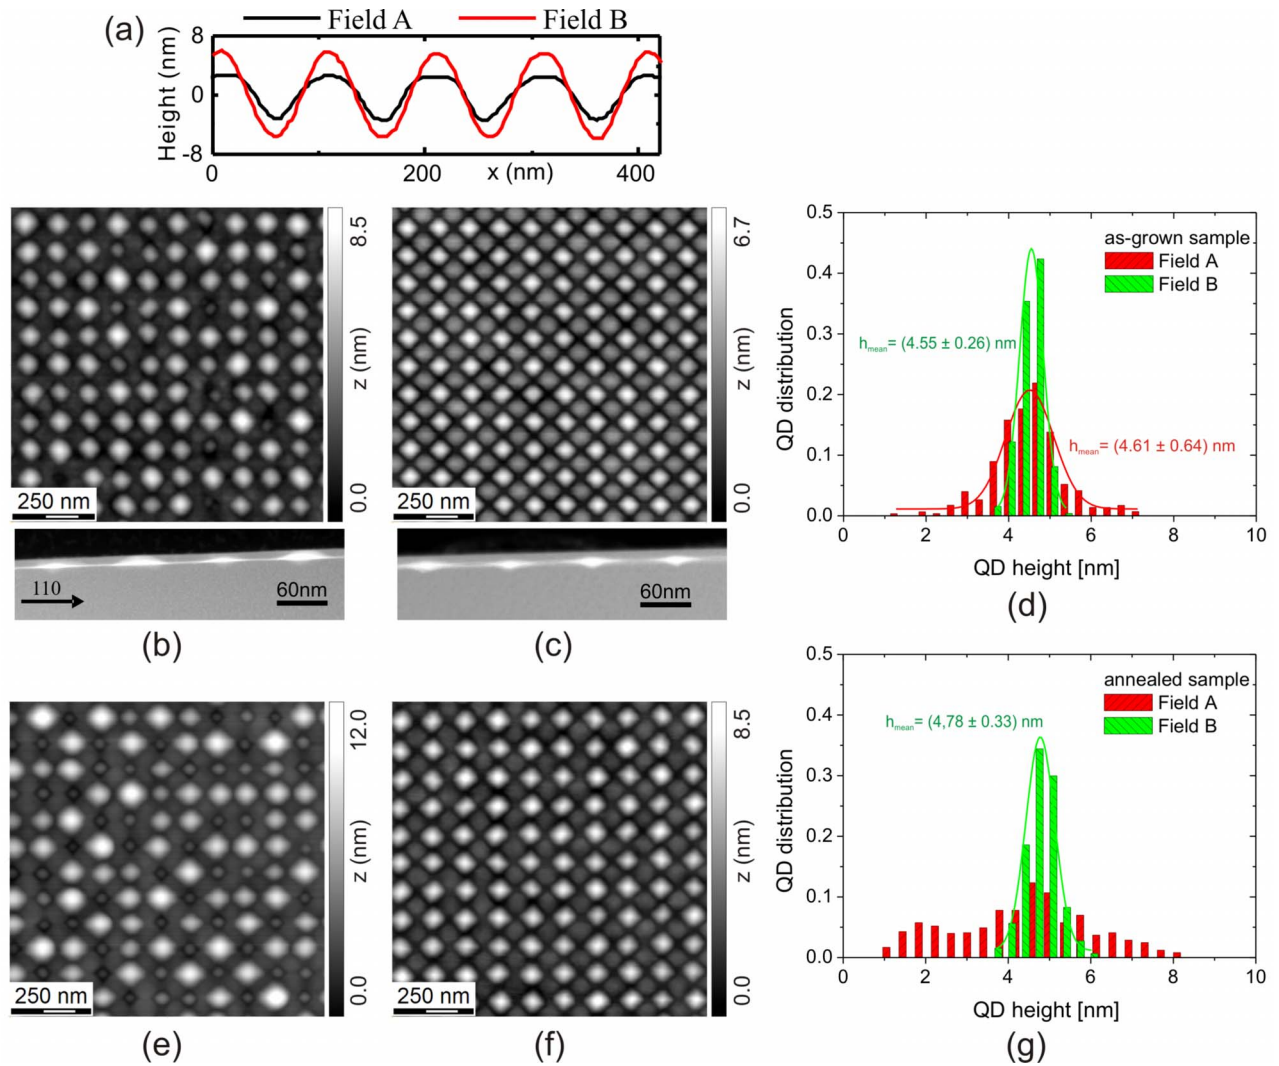 (a)
Field A
Field B
Height (nm)
8
0
-8
0
200
x (nm)
400
8.5
z (nm)
0.0
250 nm
110
60nm
(b)
6.7
z (nm)
0.0
250 nm
60nm
(c)
0.5
0.4
0.3
0.2
0.1
0.0
QD distribution
as-grown sample
Field A
Field B
hmean= (4.55 ± 0.26) nm
hmean= (4.61 ± 0.64) nm
0 2 4 6 8 10
QD height [nm]
(d)
12.0
z (nm)
0.0
250 nm
(e)
8.5
z (nm)
0.0
250 nm
(f)
0.5
0.4
0.3
0.2
0.1
0.0
QD distribution
annealed sample
Field A
Field B
hmean= (4,78 ± 0.33) nm
0 2 4 6 8 10
QD height [nm]
(g)